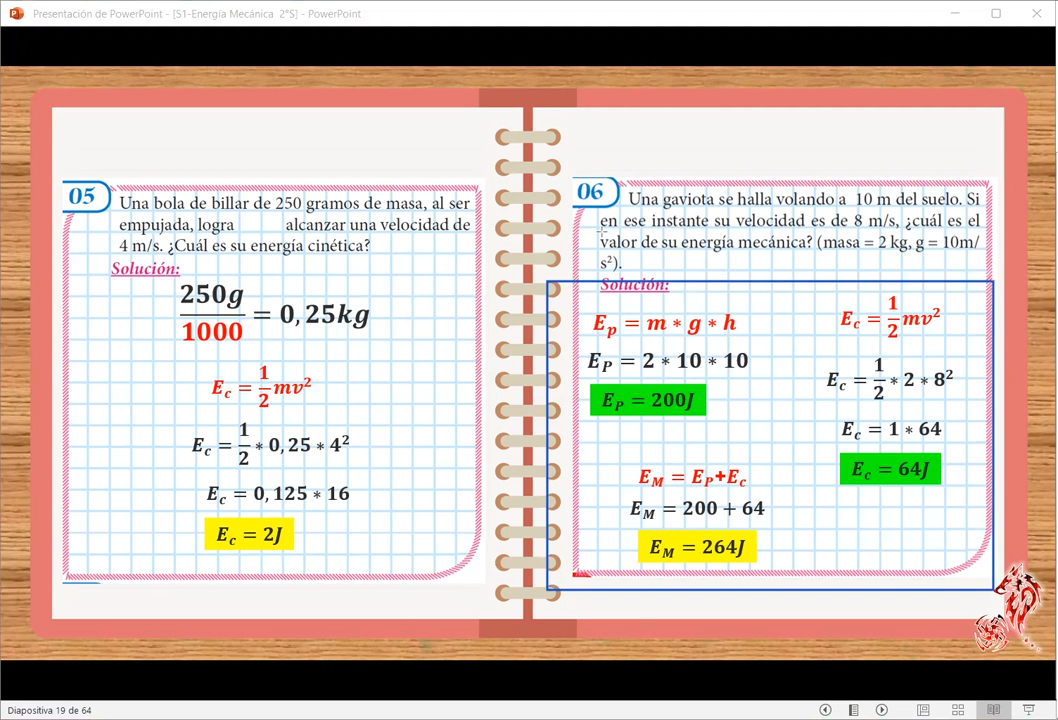 Presentación de PowerPoint - [S1-Energía Mecánica 2°S] - PowerPoint
05
Una bola de billar de 250 gramos de masa, al ser
empujada, logra alcanzar una velocidad de
4 m/s. ¿Cuál es su energía cinética?
Solución:
250g
1000
= 0,25kg
E_c = 1/2 mv²
E_c = 1/2 * 0,25 * 4²
E_c = 0,125 * 16
E_c = 2J
06
Una gaviota se halla volando a 10 m del suelo. Si
en ese instante su velocidad es de 8 m/s, ¿cuál es el
valor de su energía mecánica? (masa = 2 kg, g = 10m/
s²).
Solución:
E_p = m * g * h
E_P = 2 * 10 * 10
E_P = 200J
E_c = 1/2 mv²
E_c = 1/2 * 2 * 8²
E_c = 1 * 64
E_c = 64J
E_M = E_P+E_c
E_M = 200 + 64
E_M = 264J
Diapositiva 19 de 64